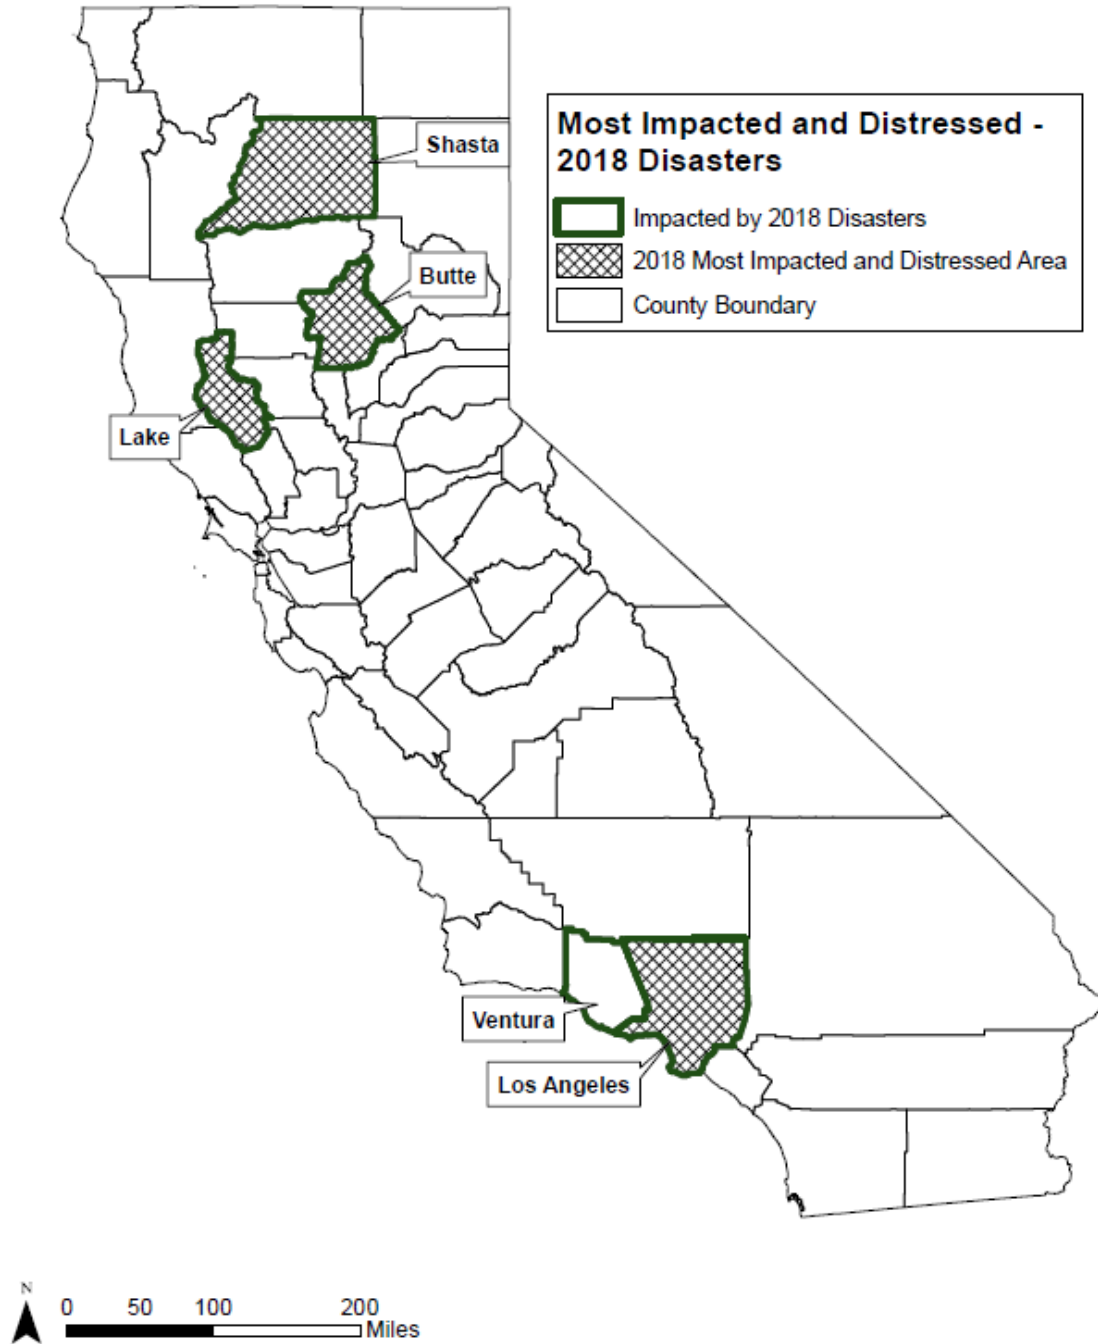 Most Impacted and Distressed -
2018 Disasters
Impacted by 2018 Disasters
2018 Most Impacted and Distressed Area
County Boundary
Shasta
Butte
Lake
Ventura
Los Angeles
N
0 50 100 200
Miles